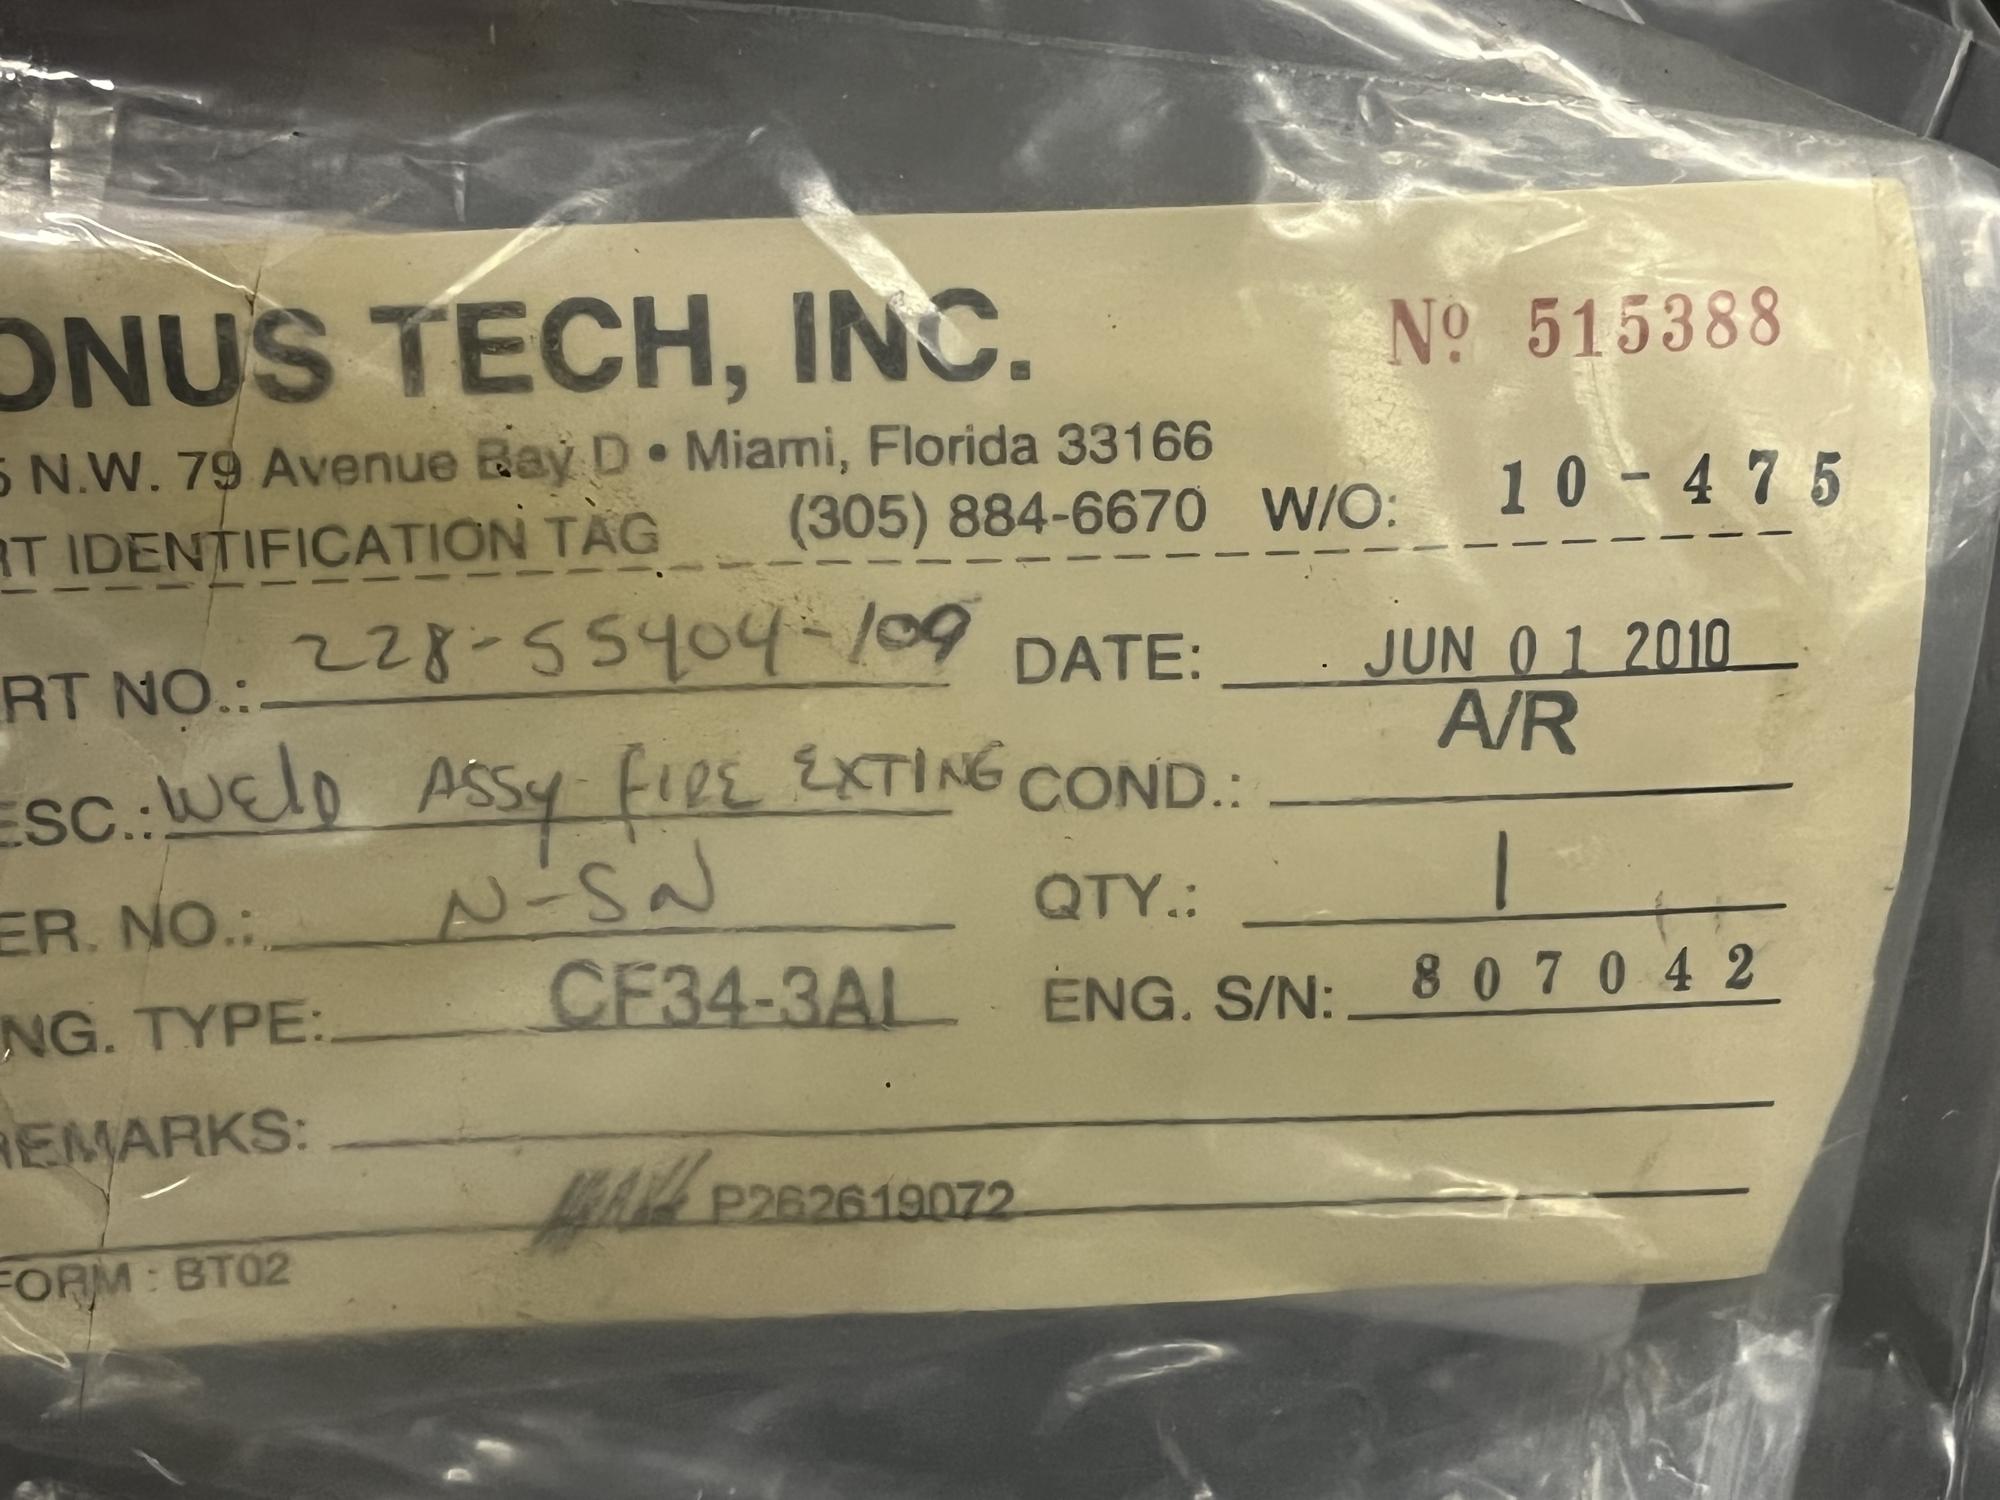 ONUS TECH, INC. Nº 515388
5 N.W. 79 Avenue Bay D • Miami, Florida 33166
RT IDENTIFICATION TAG (305) 884-6670 W/O: 10-475
RT NO.: 228-55404-109 DATE: JUN 01 2010
ESC.: WEld ASSy FIRE EXTING COND.: A/R
ER. NO.: N-SN QTY.: 1
NG. TYPE: CF34-3A1 ENG. S/N: 807042
REMARKS:
P262619072
FORM : BT02